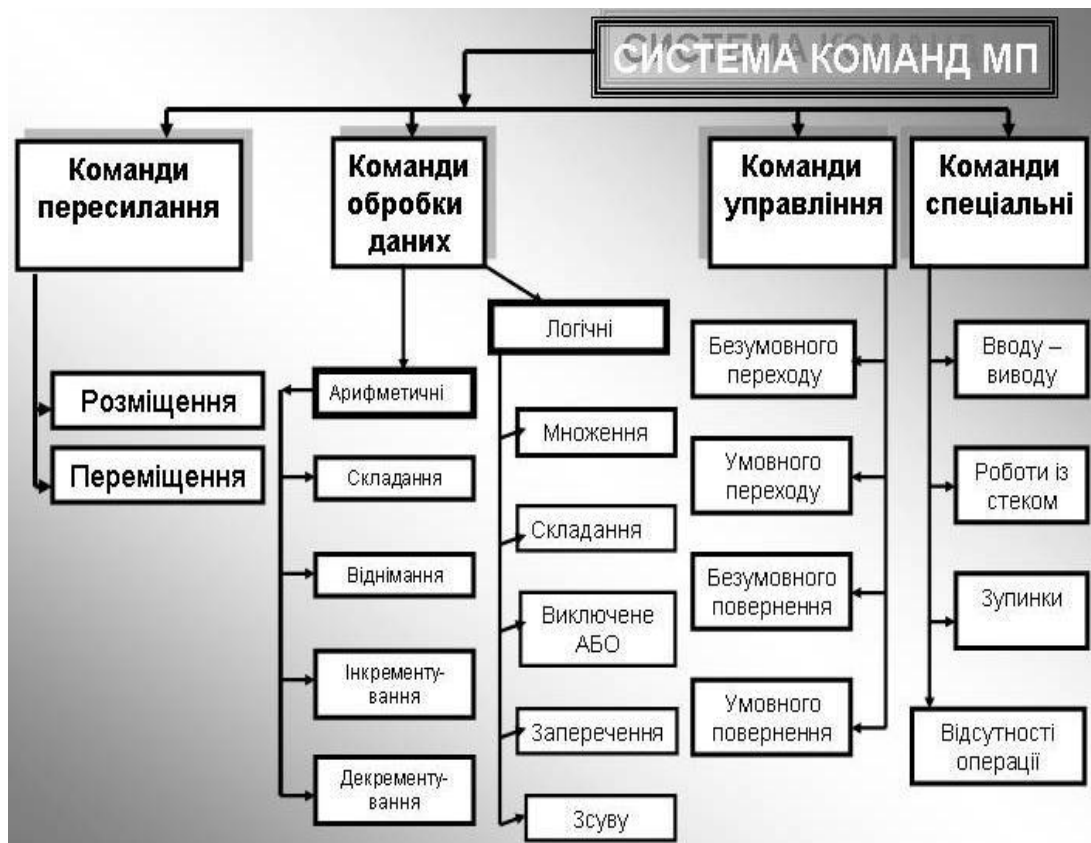 СИСТЕМА КОМАНД МП
Команди
пересилання
Розміщення
Переміщення
Команди
обробки
даних
Арифметичні
Складання
Віднімання
Інкременту-
вання
Декременту-
вання
Логічні
Множення
Складання
Виключене
АБО
Заперечення
Зсуву
Команди
управління
Безумовного
переходу
Умовного
переходу
Безумовного
повернення
Умовного
повернення
Команди
спеціальні
Вводу –
виводу
Роботи із
стеком
Зупинки
Відсутності
операції